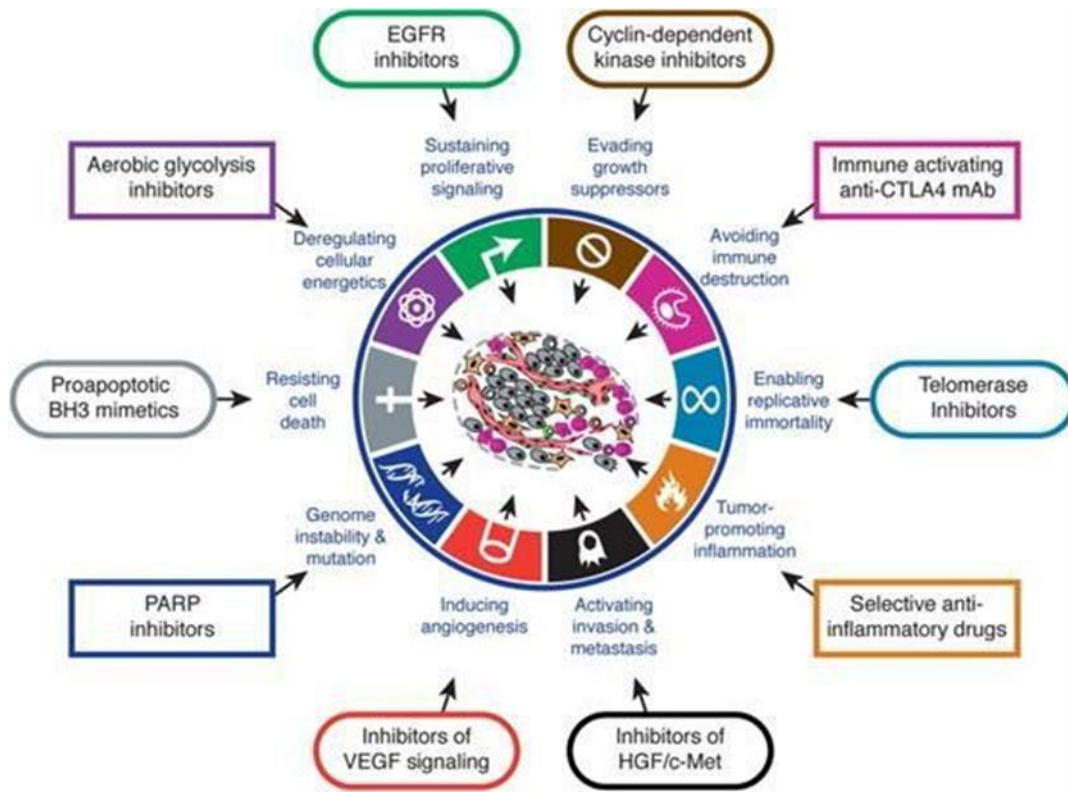 EGFR
inhibitors
Cyclin-dependent
kinase inhibitors
Sustaining
proliferative
signaling
Evading
growth
suppressors
Aerobic glycolysis
inhibitors
Immune activating
anti-CTLA4 mAb
Deregulating
cellular
energetics
Avoiding
immune
destruction
Proapoptotic
BH3 mimetics
Resisting
cell
death
Enabling
replicative
immortality
Telomerase
Inhibitors
Genome
instability &
mutation
Tumor-
promoting
inflammation
PARP
inhibitors
Inducing
angiogenesis
Activating
invasion &
metastasis
Selective anti-
inflammatory drugs
Inhibitors of
VEGF signaling
Inhibitors of
HGF/c-Met